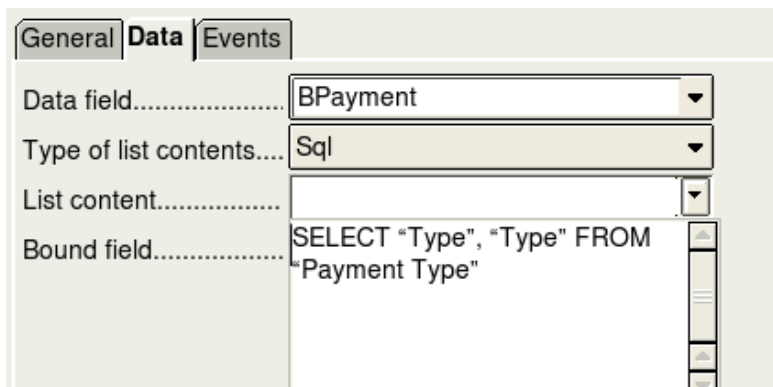 General Data Events
Data field..................... BPayment
Type of list contents.... Sql
List content.................
Bound field..................
SELECT “Type”, “Type” FROM
“Payment Type”